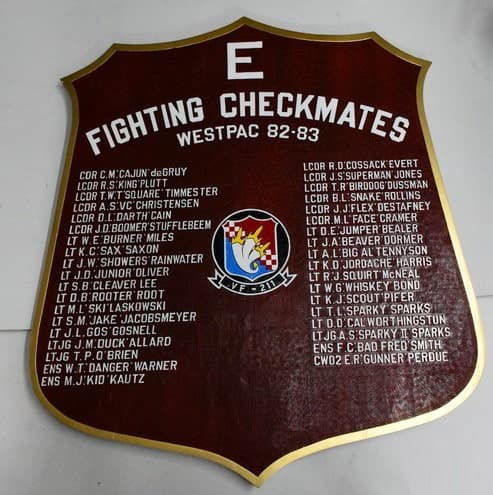 E
FIGHTING CHECKMATES
WESTPAC 82-83
CDR C.M.'CAJUN' deGRUY
LCDR R.S.'KING' PLUTT
LCDR T.W.T.'SQUARE' TIMMESTER
LCDR A.S.'VC' CHRISTENSEN
LCDR D.L.'DARTH' CAIN
LCDR J.D.'BOOMER' STUFFLEBEEM
LT W.E.'BURNER' MILES
LT K.C.'SAX' SAXON
LT J.W.'SHOWERS' RAINWATER
LT J.D.'JUNIOR' OLIVER
LT S.B.'CLEAVER' LEE
LT D.B.'ROOTER' ROOT
LT M.L.'SKI' LASKOWSKI
LT S.M.'JAKE' JACOBSMEYER
LT J.L.'GOS' GOSNELL
LTJG J.M.'DUCK' ALLARD
LTJG T.P.O'BRIEN
ENS W.T.'DANGER' WARNER
ENS M.J.'KID' KAUTZ
LCDR R.D.'COSSACK' EVERT
LCDR J.S.'SUPERMAN' JONES
LCDR T.R.'BIRDDOG' DUSSMAN
LCDR B.L.'SNAKE' ROLLINS
LCDR J.J.'FLEX' DESTAFNEY
LCDR M.L.'FACE' CRAMER
LT D.E.'JUMPER' BEALER
LT J.A.'BEAVER' DORMER
LT A.L.'BIG AL' TENNYSON
LT K.D.'JORDACHE' HARRIS
LT R.J.'SQUIRT' McNEAL
LT W.G.'WHISKEY' BOND
LT K.J.'SCOUT' PIFER
LT T.L.'SPARKY' SPARKS
LT D.D.'CAL' WORTHINGSTUN
LTJG A.S.'SPARKY II' SPARKS
ENS F.C.'BAD FRED' SMITH
CWO2 E.R.'GUNNER' PERDUE
VF-211